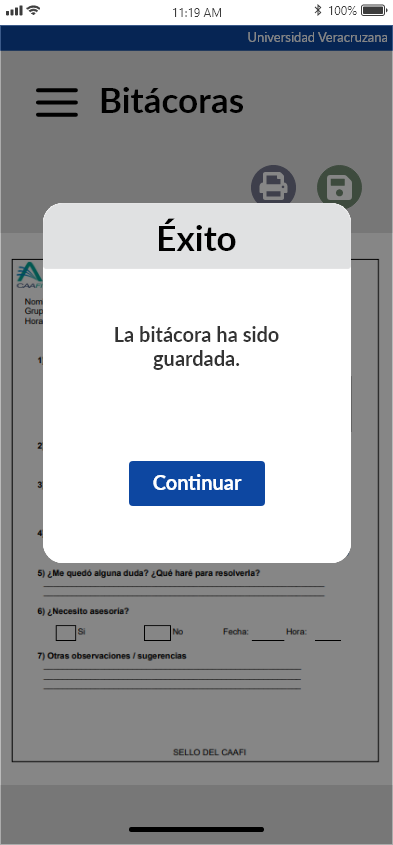 11:19 AM
100%
Universidad Veracruzana
Bitácoras
Éxito
CAAFI
Nom
Grup
Hora
La bitácora ha sido
guardada.
1)
2)
3)
Continuar
4)
5) ¿Me quedó alguna duda? ¿Qué haré para resolverla?
6) ¿Necesito asesoría?
Si
No
Fecha:
Hora:
7) Otras observaciones / sugerencias
SELLO DEL CAAFI